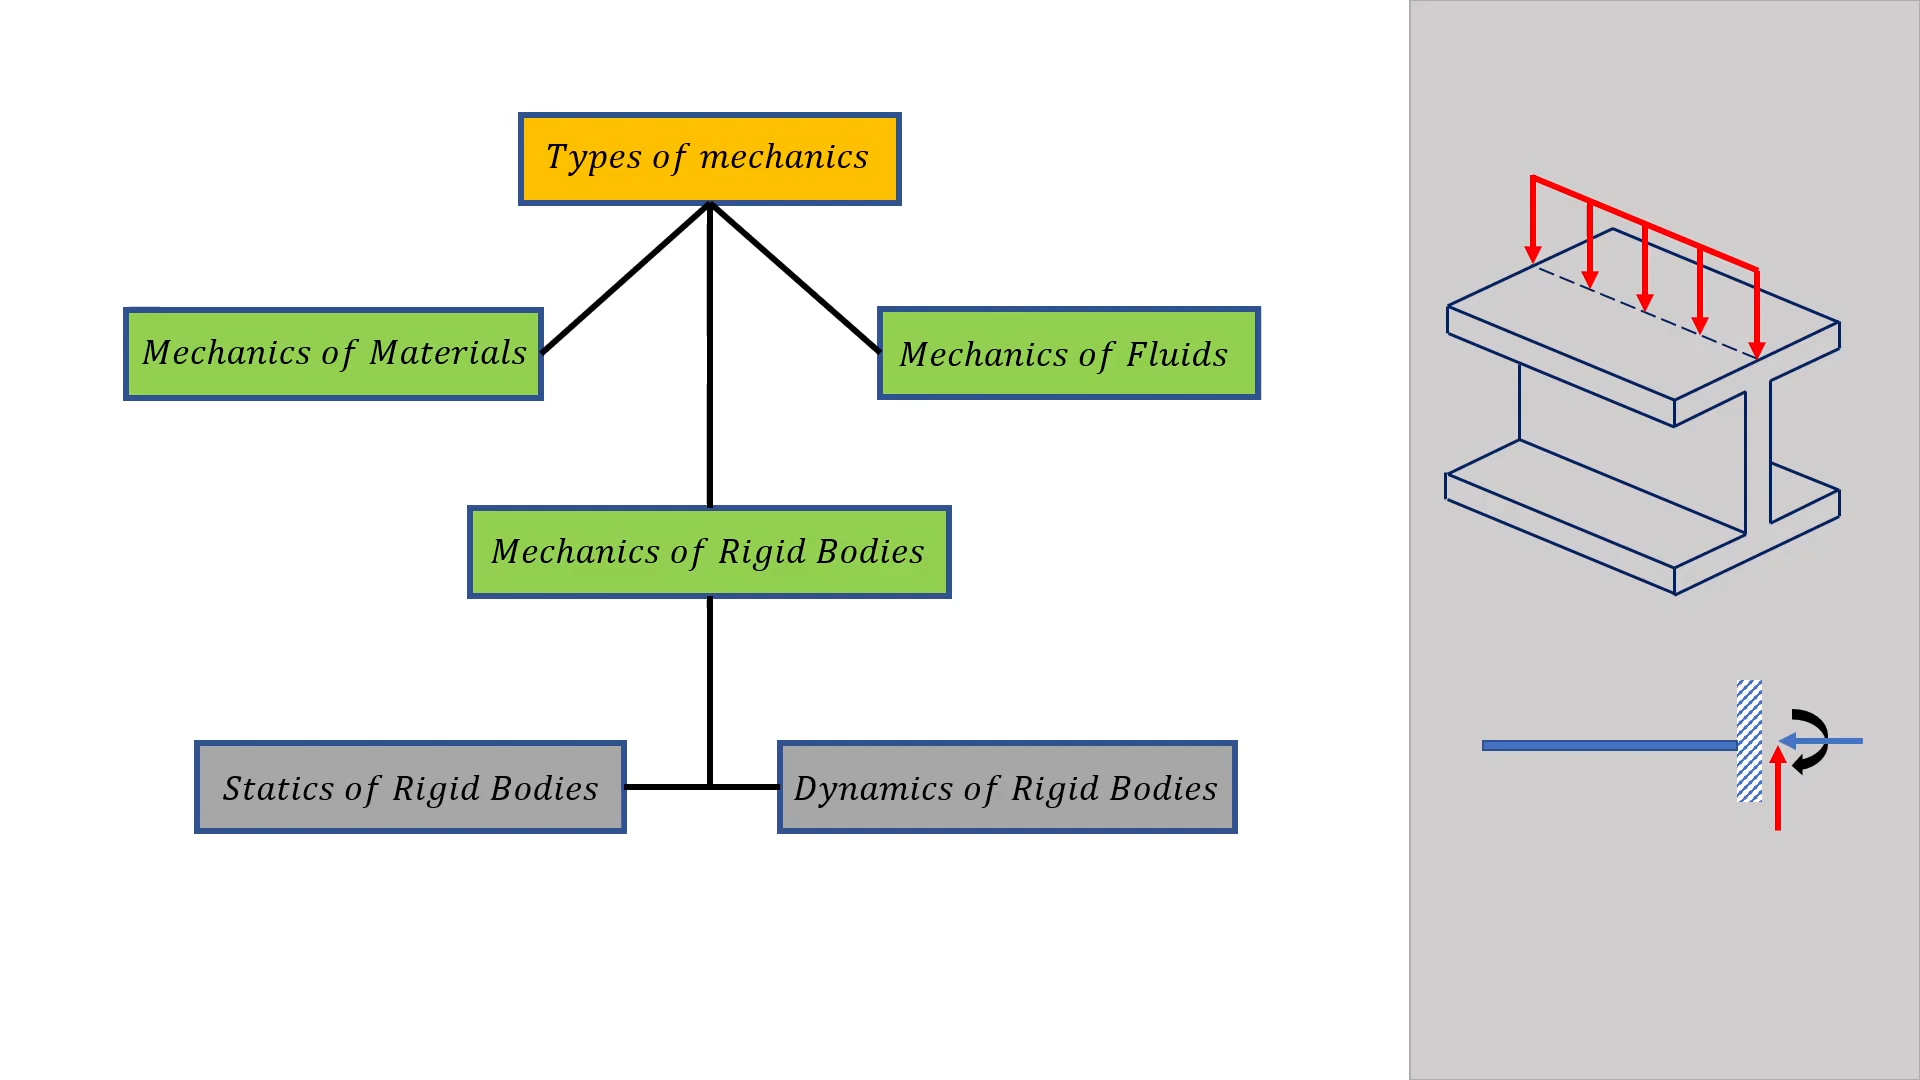 Types of mechanics
Mechanics of Materials
Mechanics of Fluids
Mechanics of Rigid Bodies
Statics of Rigid Bodies
Dynamics of Rigid Bodies